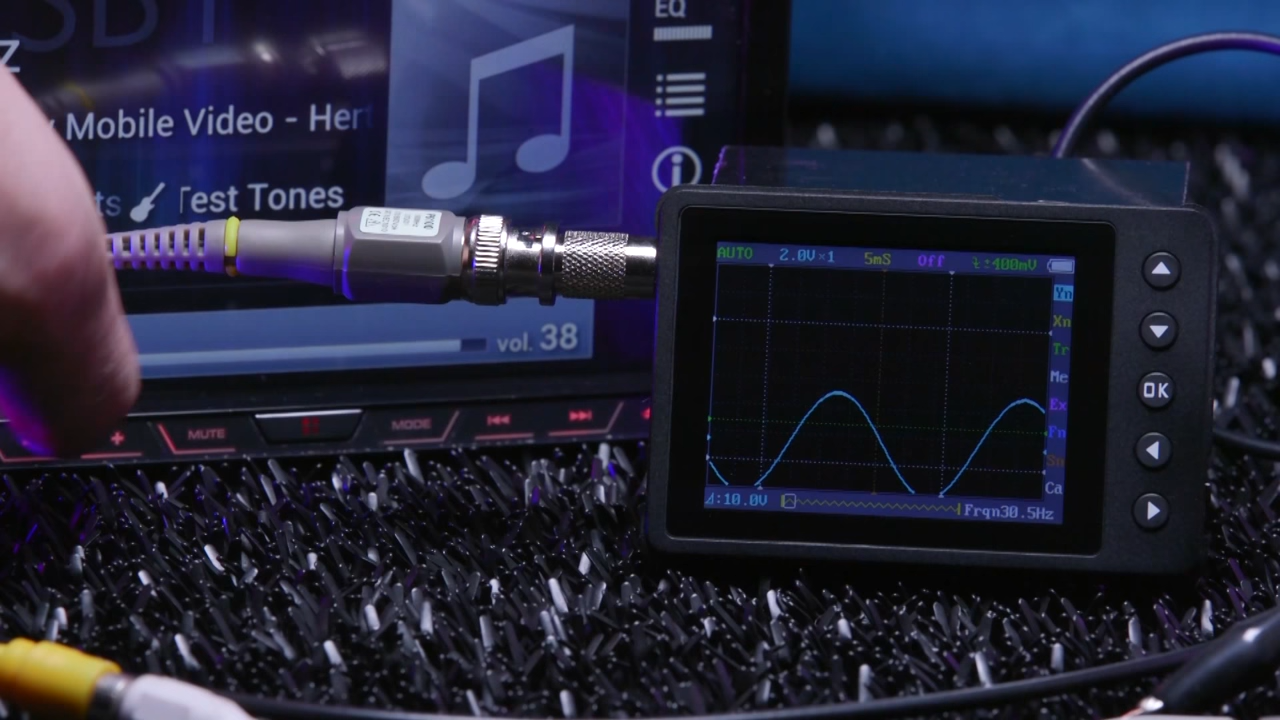 EQ
Z
Mobile Video - Her
ts Test Tones
vol. 38
+
MUTE
MODE
AUTO 2.0V×1 5mS Off :400mV
Yn
Xn
Tr
Me
Ex
Fn
Sn
Ca
:10.0V Frqn30.5Hz
OK